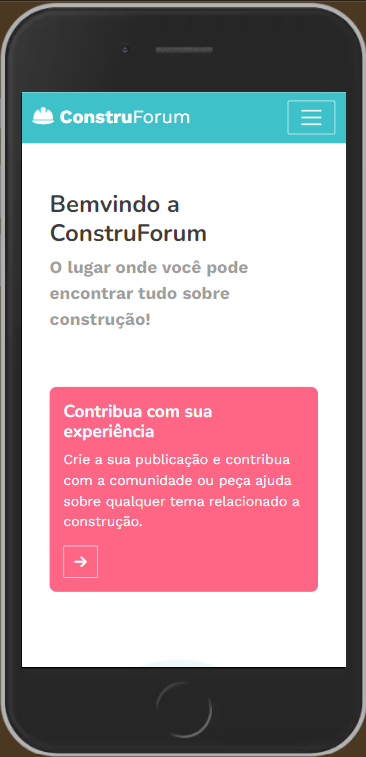 ConstruForum
Bemvindo a
ConstruForum
O lugar onde você pode
encontrar tudo sobre
construção!
Contribua com sua
experiência
Crie a sua publicação e contribua
com a comunidade ou peça ajuda
sobre qualquer tema relacionado a
construção.